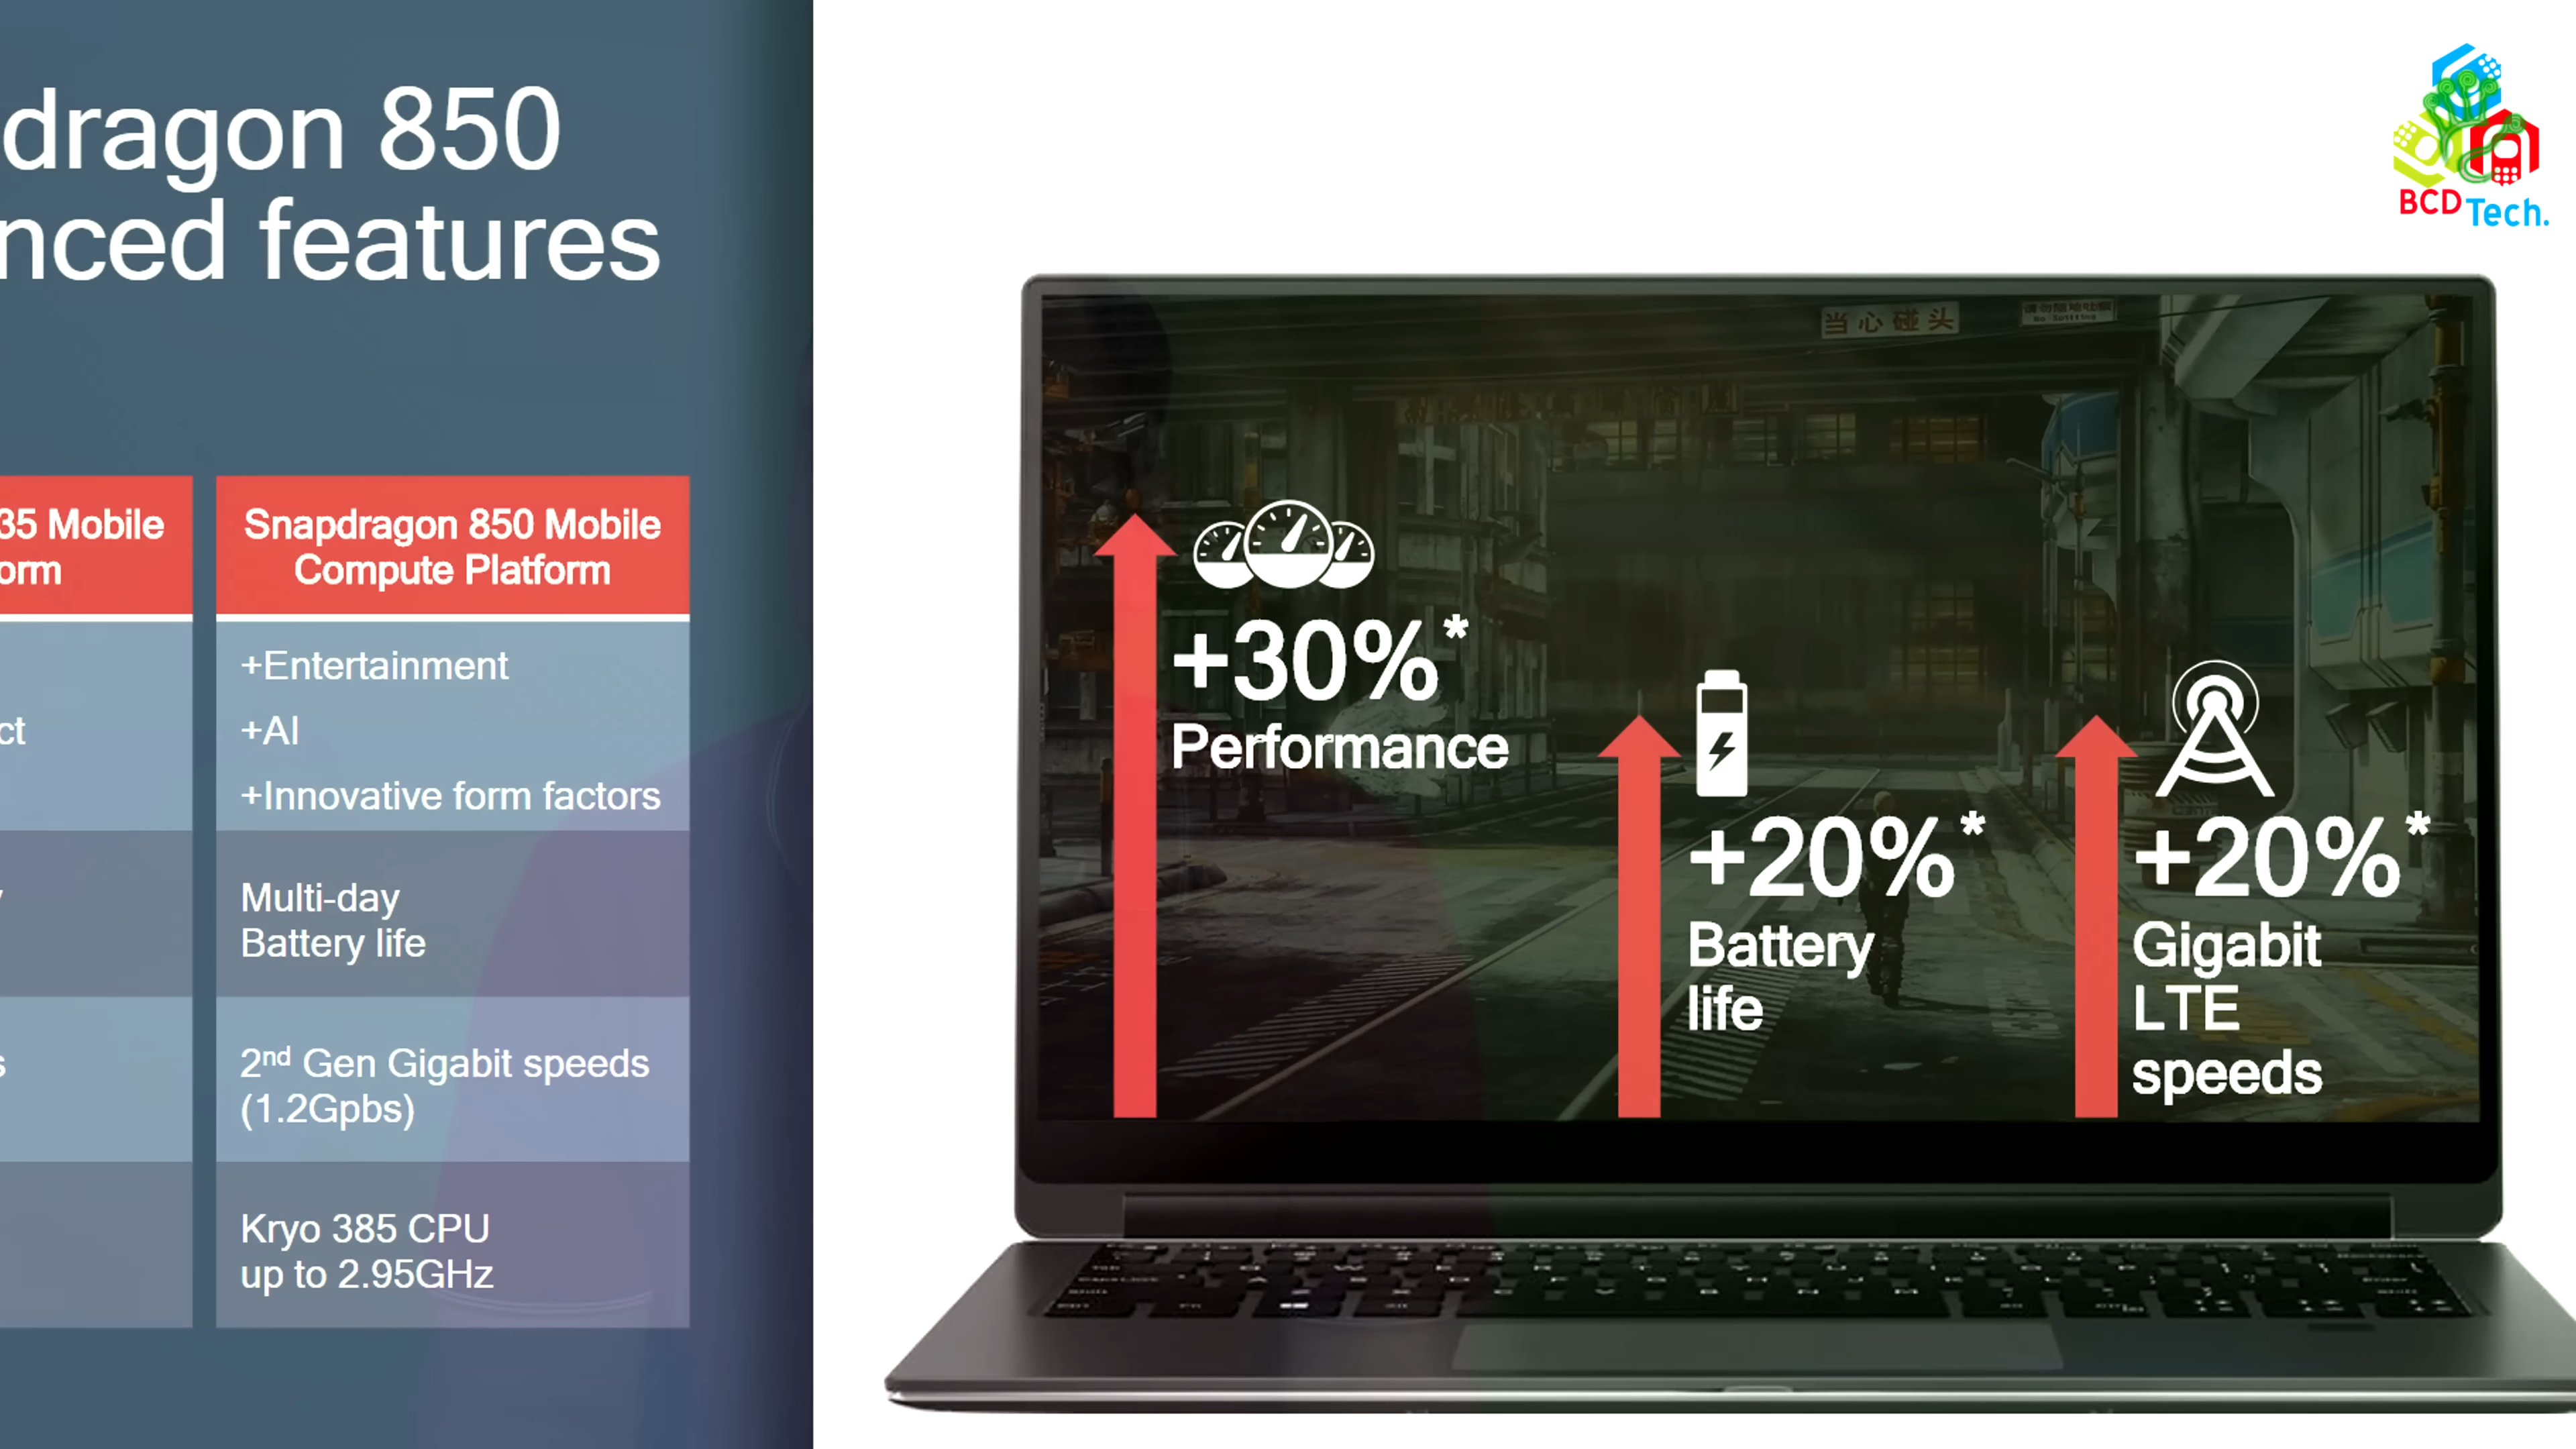 dragon 850
nced features
35 Mobile
orm
ct
Snapdragon 850 Mobile
Compute Platform
+Entertainment
+AI
+Innovative form factors
Multi-day
Battery life
2nd Gen Gigabit speeds
(1.2Gpbs)
Kryo 385 CPU
up to 2.95GHz
BCD Tech.
当心碰头
No Spitting
+30%*
Performance
+20%*
Battery
life
+20%*
Gigabit
LTE
speeds